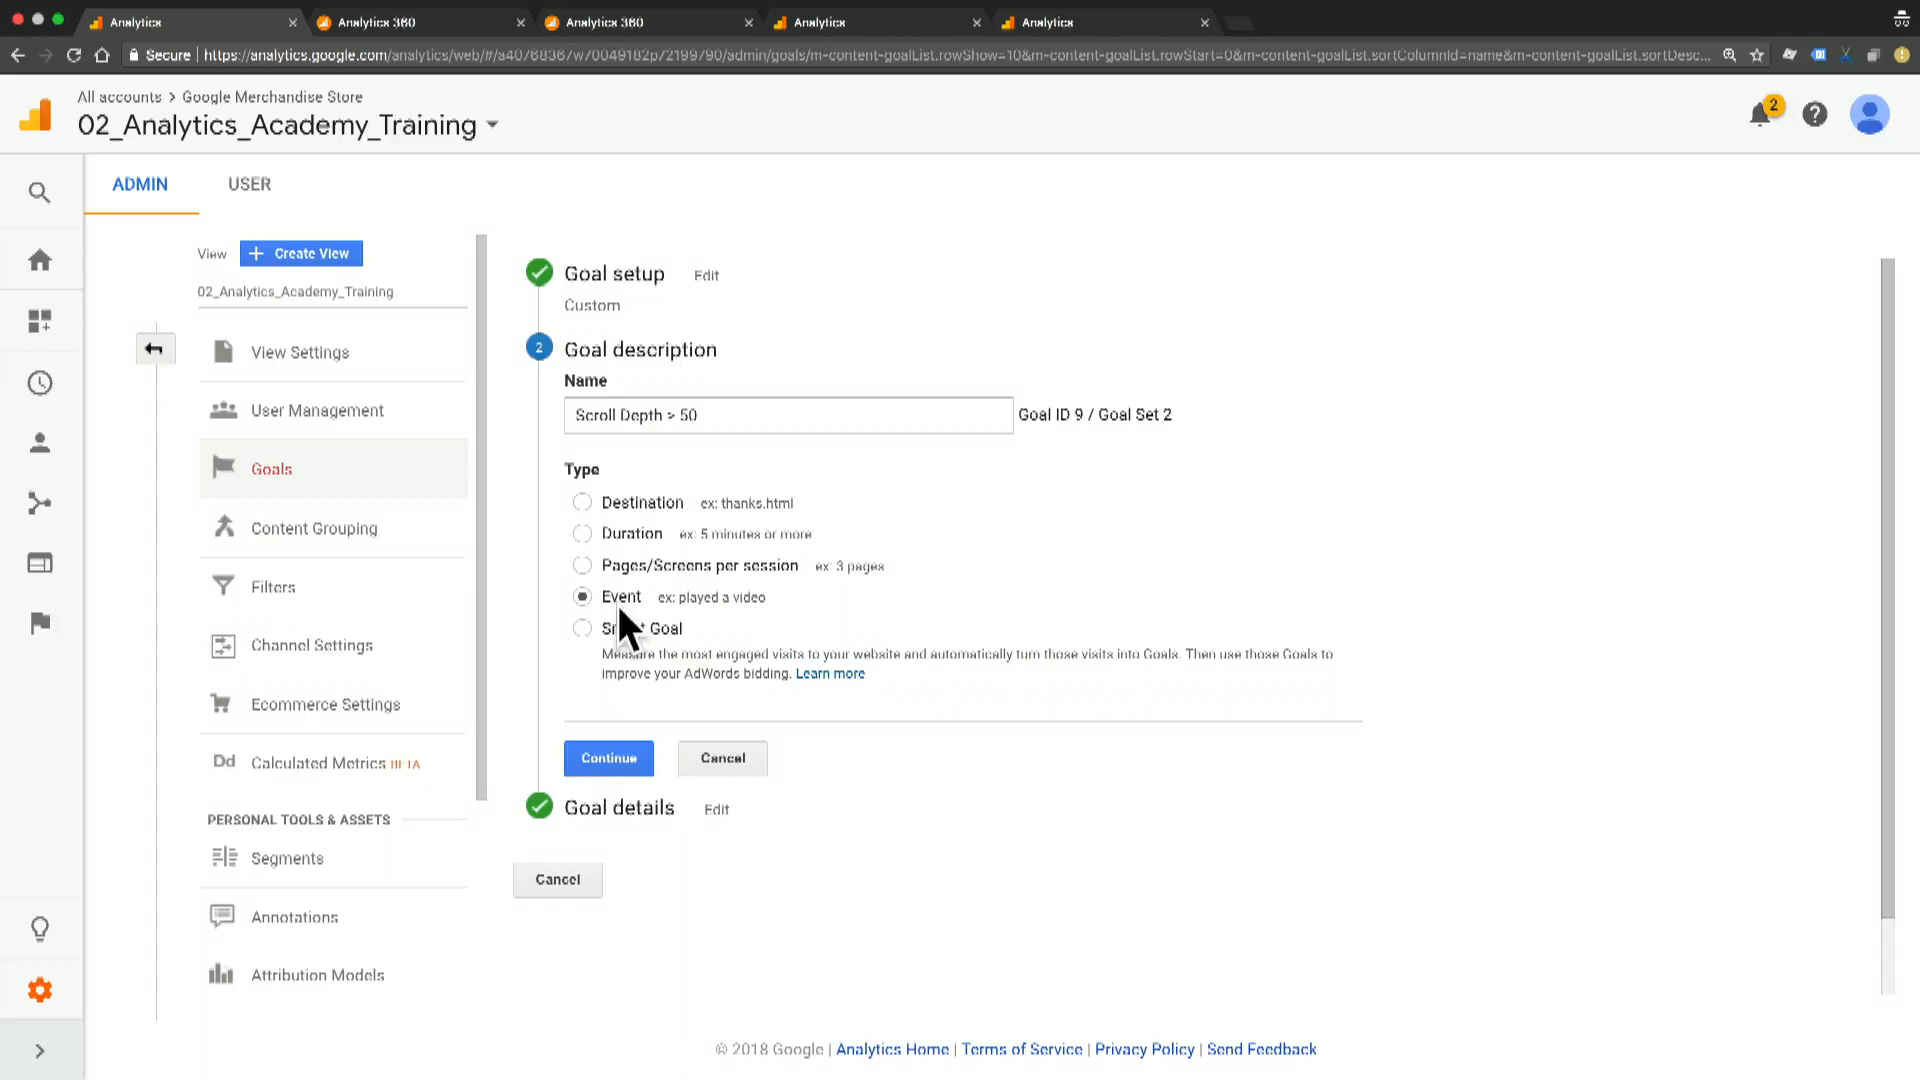 Analytics
Analytics 360
Analytics 360
Analytics
Analytics
Secure
All accounts > Google Merchandise Store
02_Analytics_Academy_Training
2
ADMIN
USER
View
+ Create View
02_Analytics_Academy_Training
View Settings
User Management
Goals
Content Grouping
Filters
Channel Settings
Ecommerce Settings
Dd Calculated Metrics BETA
PERSONAL TOOLS & ASSETS
Segments
Annotations
Attribution Models
Goal setup Edit
Custom
2 Goal description
Name
Scroll Depth > 50 Goal ID 9 / Goal Set 2
Type
Destination ex: thanks.html
Duration ex: 5 minutes or more
Pages/Screens per session ex: 3 pages
Event ex: played a video
Goal
Measure the most engaged visits to your website and automatically turn those visits into Goals. Then use those Goals to
improve your AdWords bidding. Learn more
Continue Cancel
Goal details Edit
Cancel
© 2018 Google | Analytics Home | Terms of Service | Privacy Policy | Send Feedback